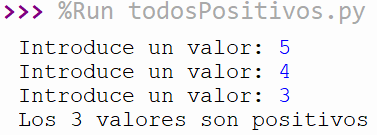 >>> %Run todosPositivos.py
Introduce un valor: 5
Introduce un valor: 4
Introduce un valor: 3
Los 3 valores son positivos